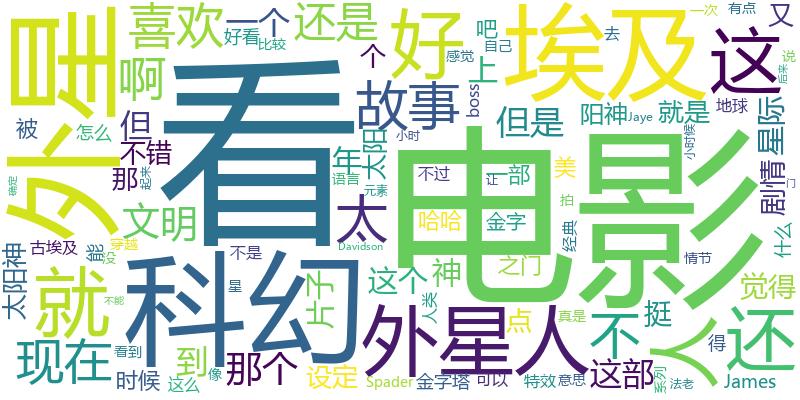 外星
喜欢
一个
还是
好看
比较
个
好
吧
感觉
自己
上
boss
埃及
去
这
一次
有点
又
说
后来
啊
看
故事
电影
但是
阳神
Jaye
就是
地球
星际
小时候
被
怎么
但
不错
那
起来
确定
年
太阳
小时
语言
元素
不过
让
一部
美
拍
经典
剧情
门
什么
文明
太
哈哈
金字
古埃及
能
穿越
没
不是
Davidson
之门
情节
太阳神
就
不能
科幻
星
片子
这个
神
人类
外星人
点
真是
不
挺
人
觉得
得
还
现在
到
时候
这么
像
看到
那个
设定
Spader
金字塔
可以
特效
意思
这部
系列
法老
James